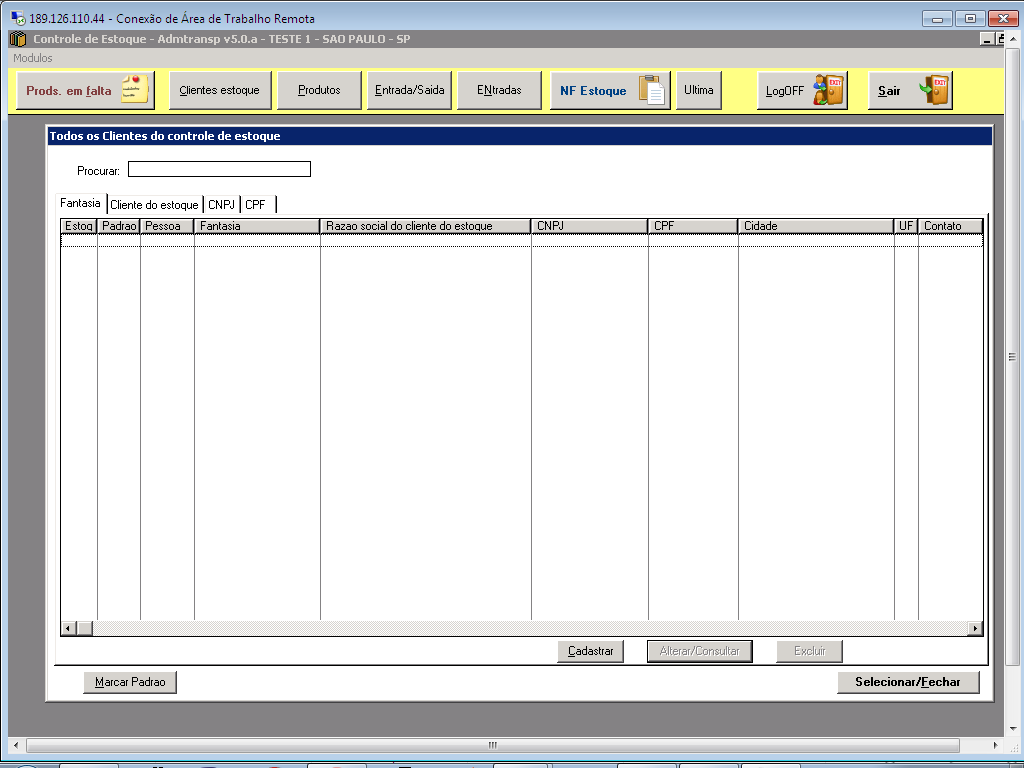 189.126.110.44 - Conexão de Área de Trabalho Remota
Controle de Estoque - Admtransp v5.0.a - TESTE 1 - SAO PAULO - SP
Modulos
Prods. em falta
Clientes estoque
Produtos
Entrada/Saida
ENtradas
NF Estoque
Ultima
LogOFF
EXIT
Sair
EXIT
Todos os Clientes do controle de estoque
Procurar:
Fantasia Cliente do estoque CNPJ CPF
Estoq Padrao Pessoa Fantasia Razao social do cliente do estoque CNPJ CPF Cidade UF Contato
Cadastrar Alterar/Consultar Excluir
Marcar Padrao Selecionar/Fechar